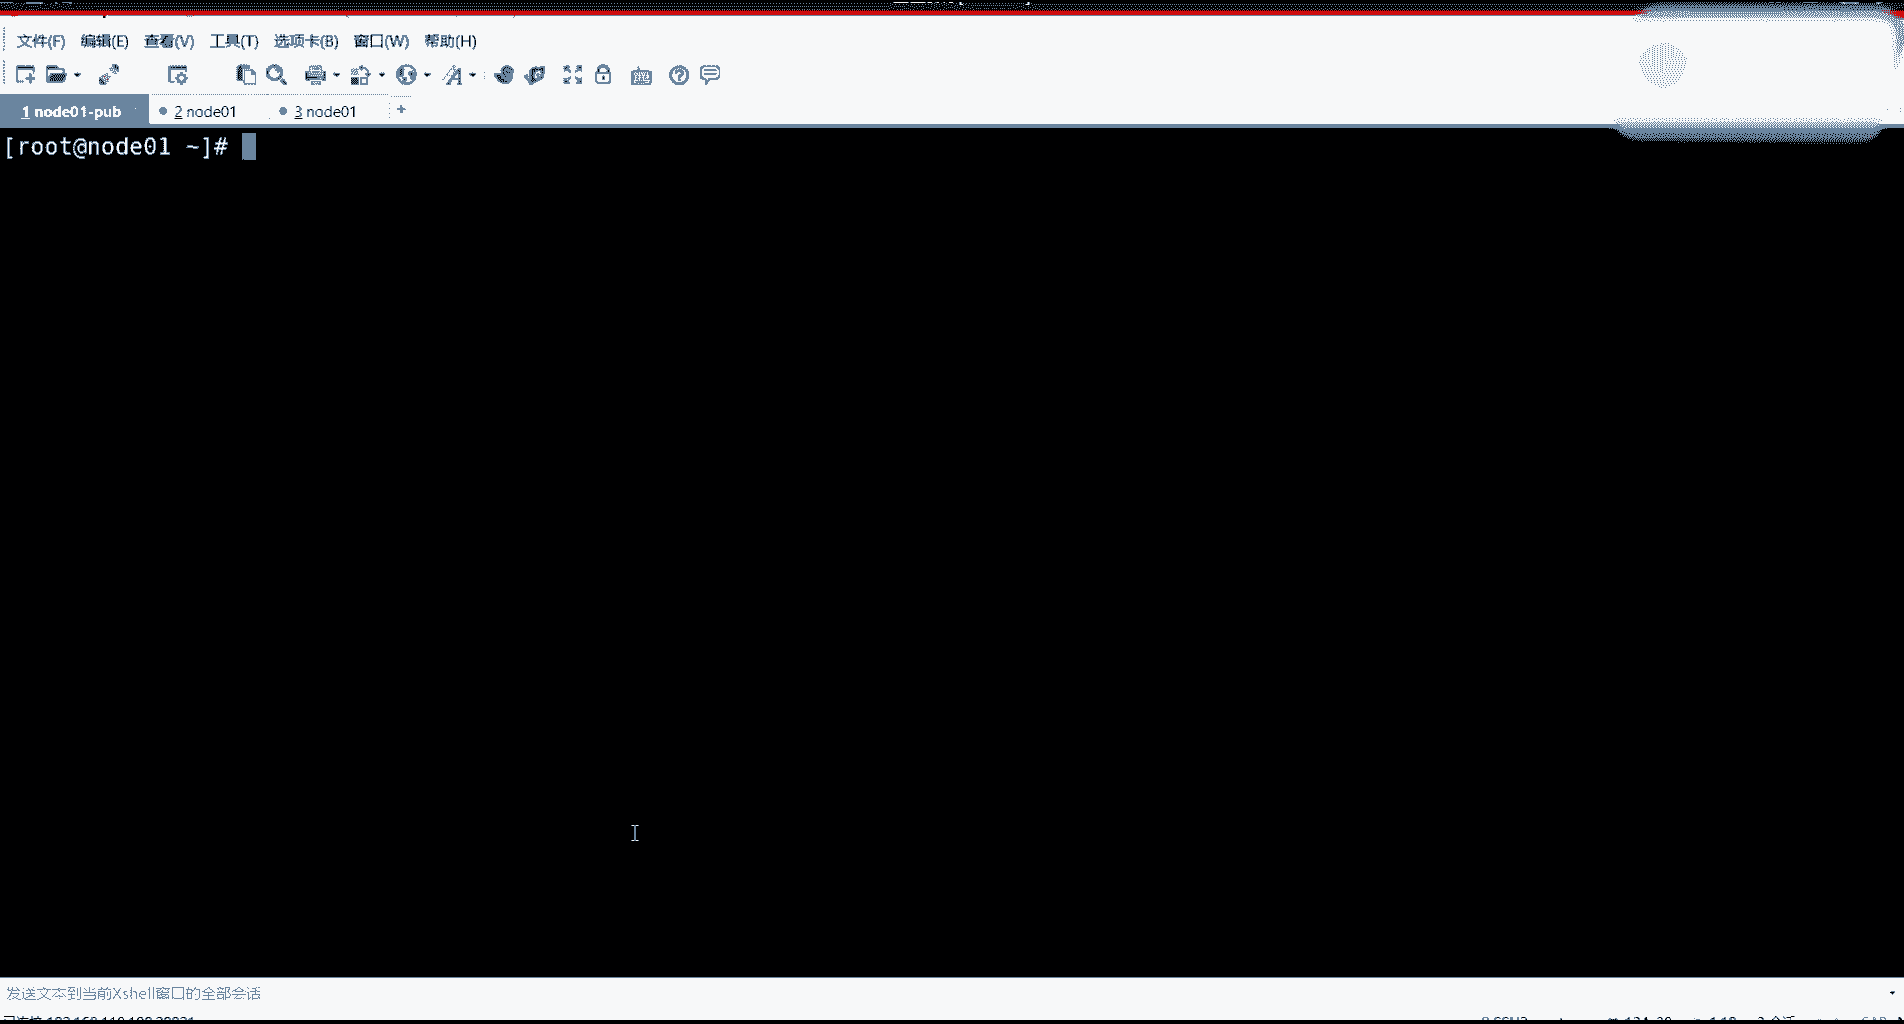 文件(F) 编辑(E) 查看(V) 工具(T) 选项卡(B) 窗口(W) 帮助(H)
1 node01-pub 2 node01 3 node01 +
[root@node01 ~]#
发送文本到当前Xshell窗口的全部会话